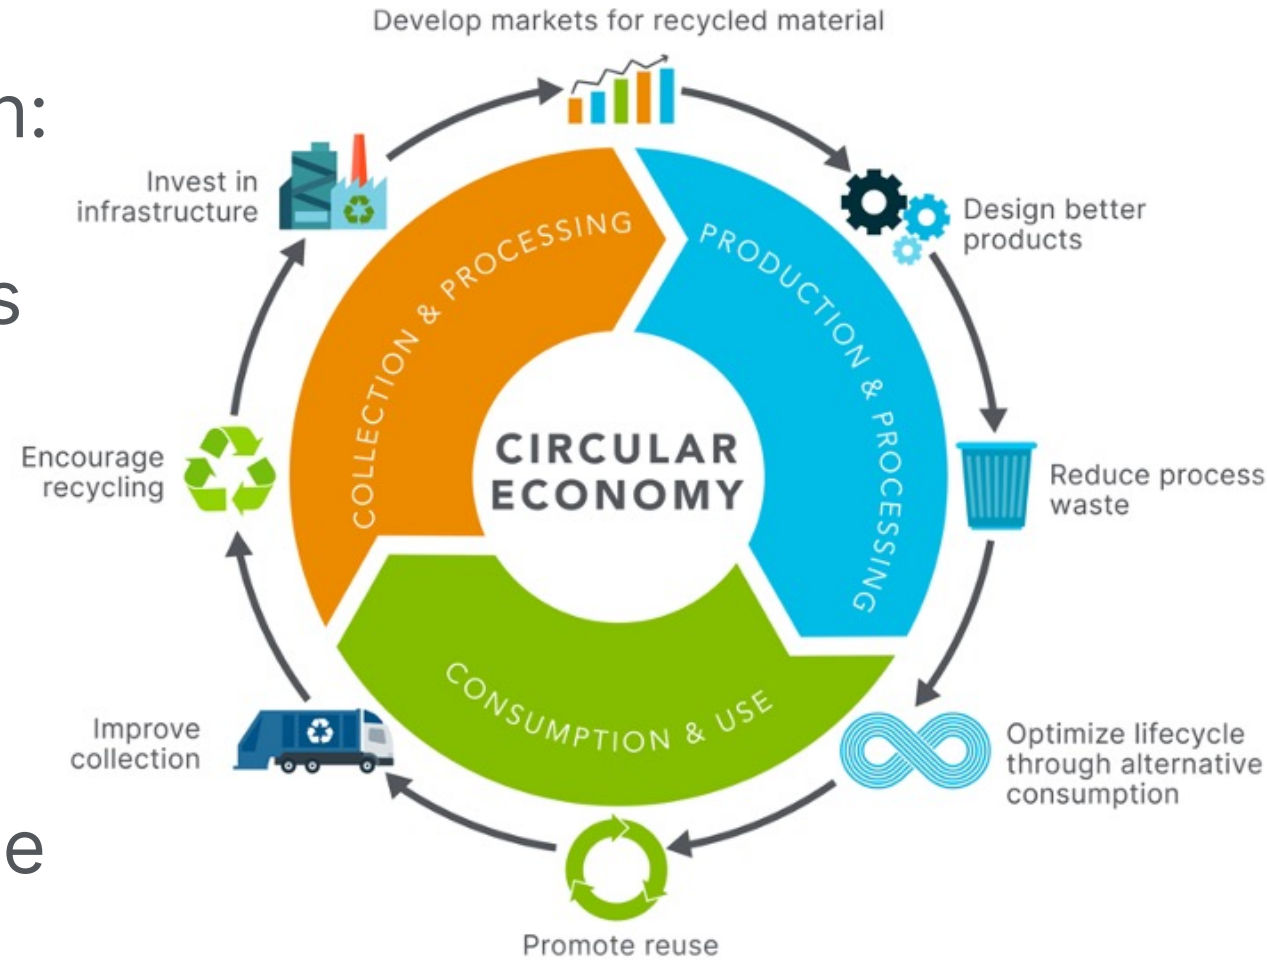 Develop markets for recycled material
n:
Invest in
infrastructure
Design better
products
s
COLLECTION & PROCESSING
PRODUCTION & PROCESSING
CIRCULAR
ECONOMY
Encourage
recycling
Reduce process
waste
CONSUMPTION & USE
Improve
collection
Optimize lifecycle
through alternative
consumption
e
Promote reuse